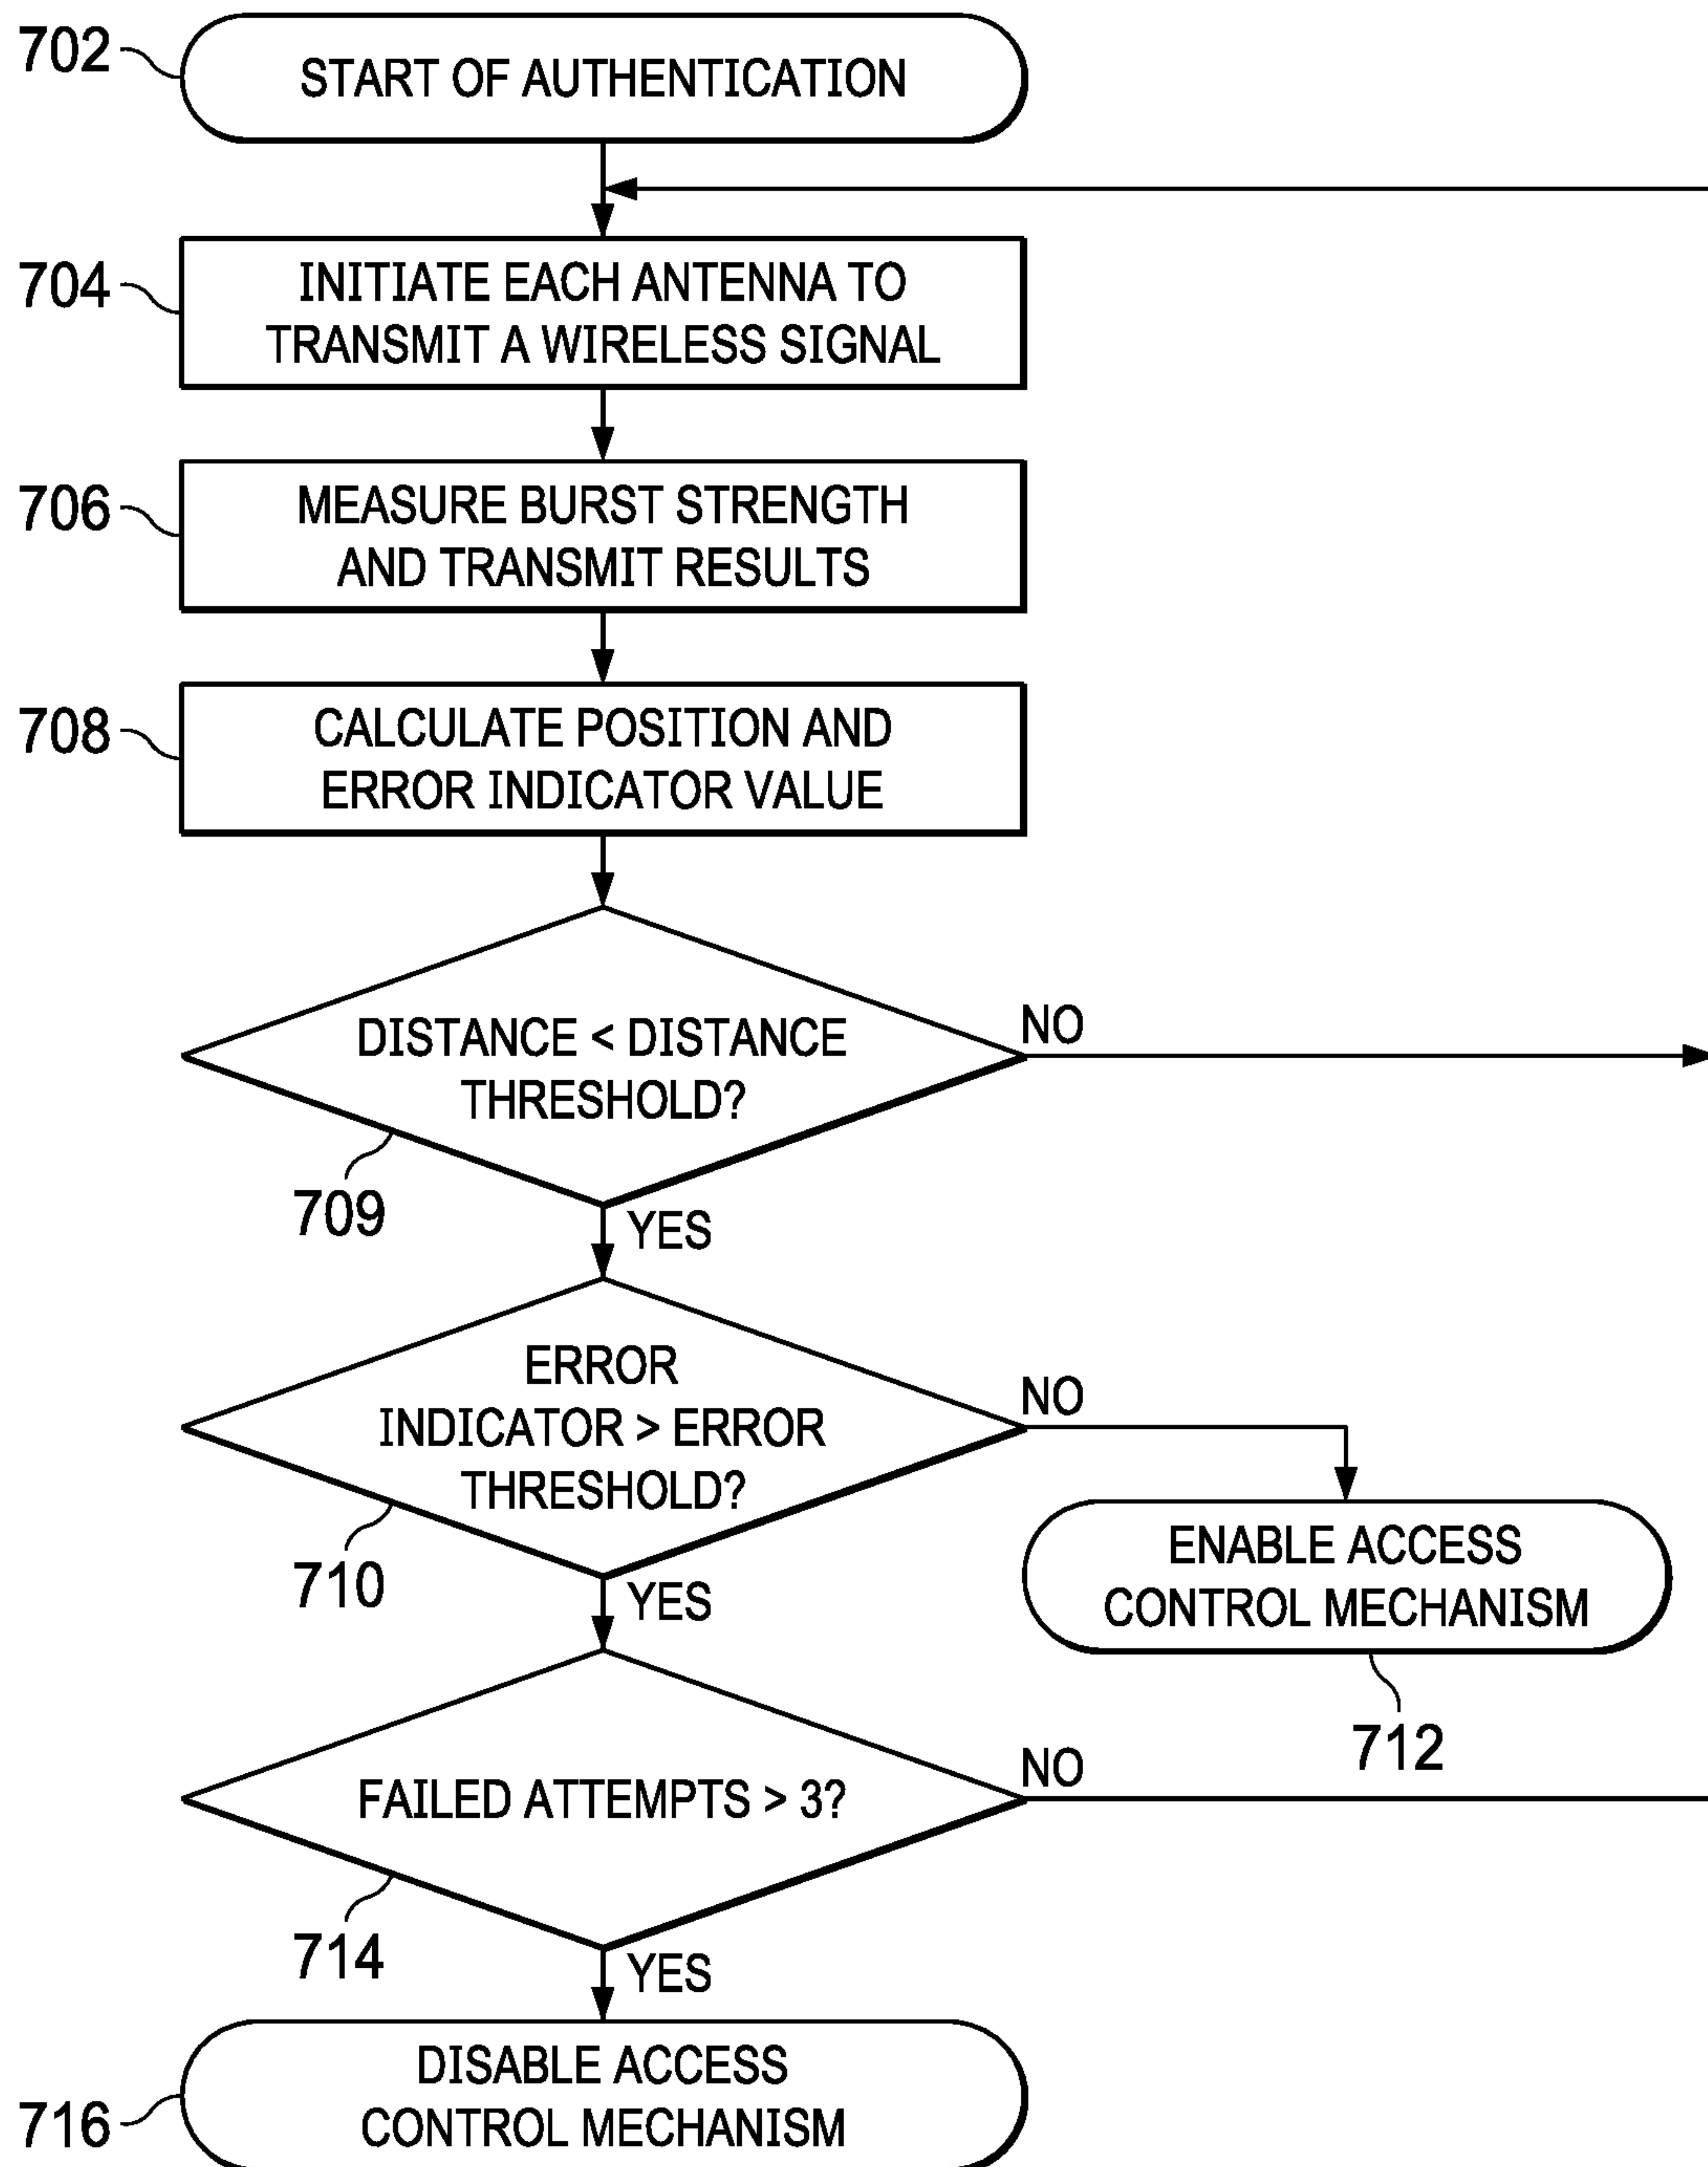 702
START OF AUTHENTICATION
704
INITIATE EACH ANTENNA TO
TRANSMIT A WIRELESS SIGNAL
706
MEASURE BURST STRENGTH
AND TRANSMIT RESULTS
708
CALCULATE POSITION AND
ERROR INDICATOR VALUE
DISTANCE < DISTANCE
THRESHOLD?
NO
709
YES
ERROR
INDICATOR > ERROR
THRESHOLD?
NO
710
YES
ENABLE ACCESS
CONTROL MECHANISM
712
FAILED ATTEMPTS > 3?
NO
714
YES
DISABLE ACCESS
CONTROL MECHANISM
716